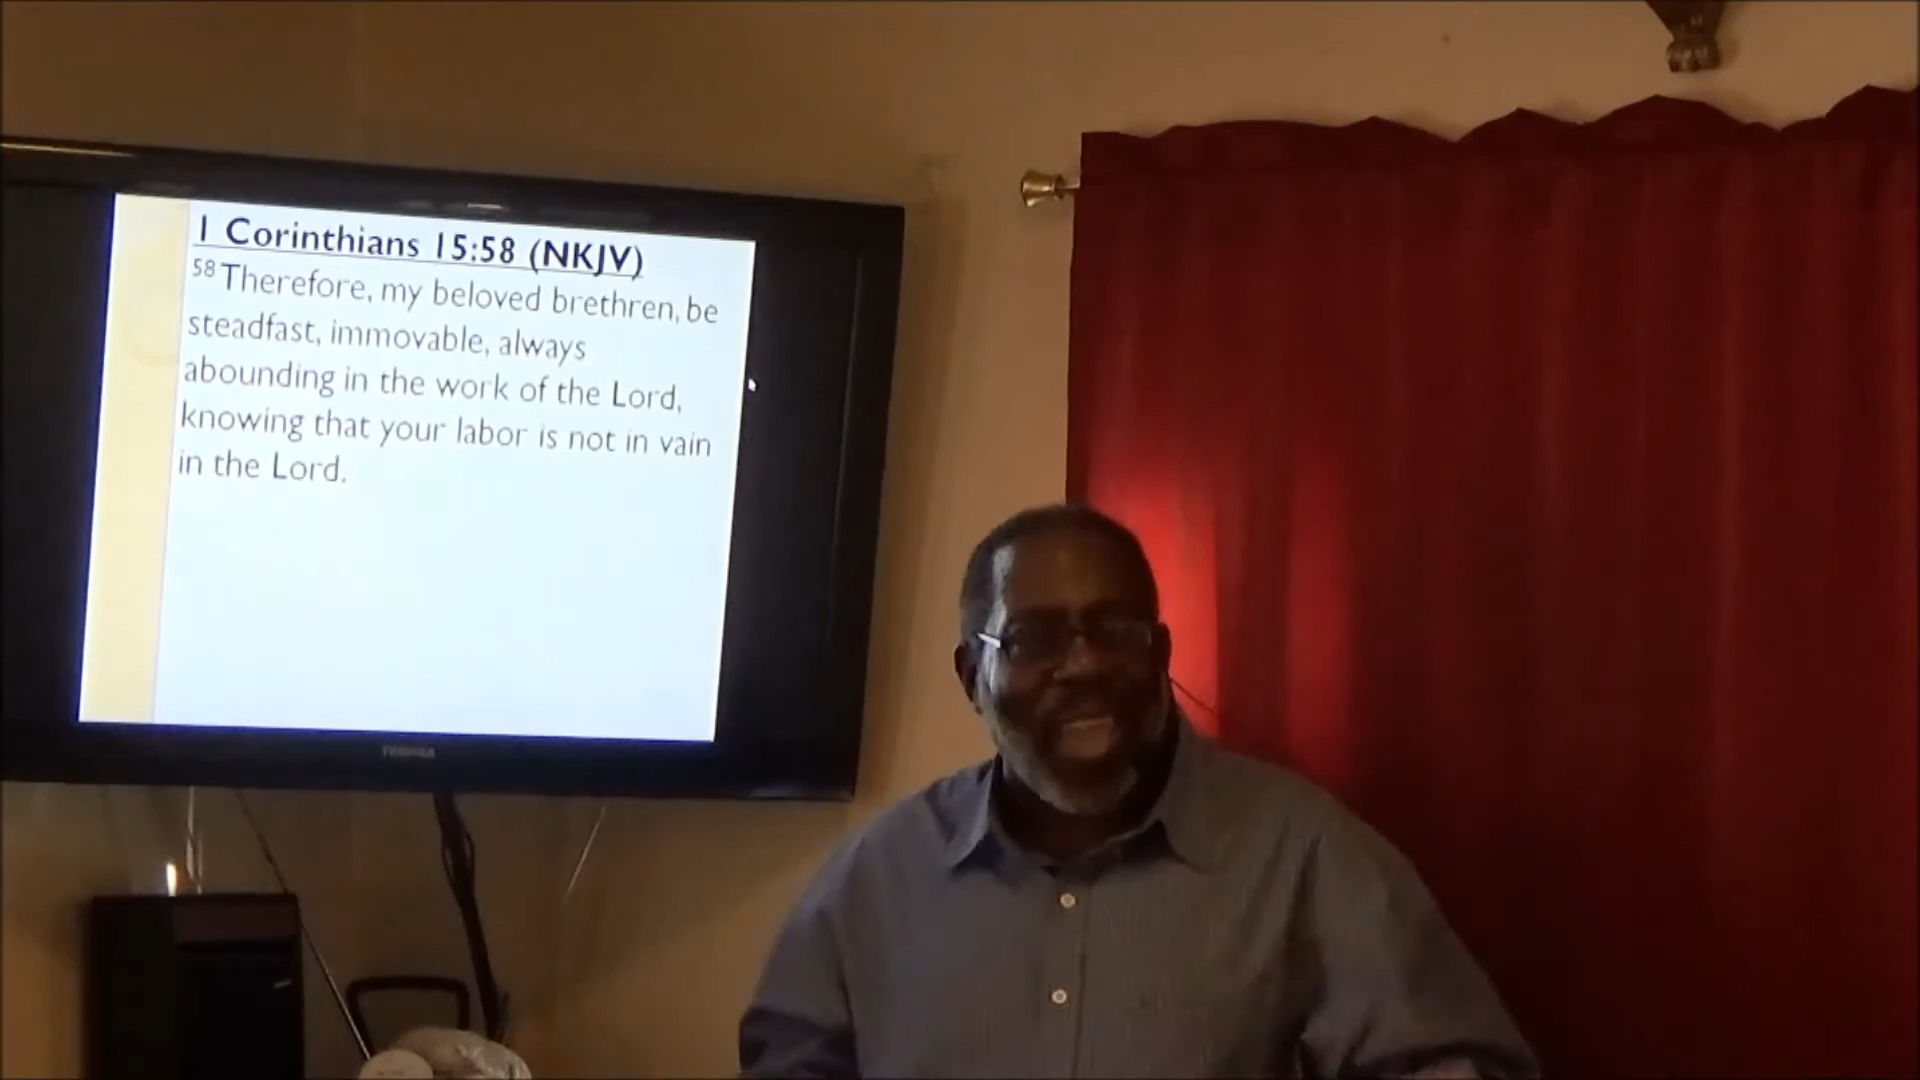 1 Corinthians 15:58 (NKJV)
58 Therefore, my beloved brethren, be
steadfast, immovable, always
abounding in the work of the Lord,
knowing that your labor is not in vain
in the Lord.
TOSHIBA